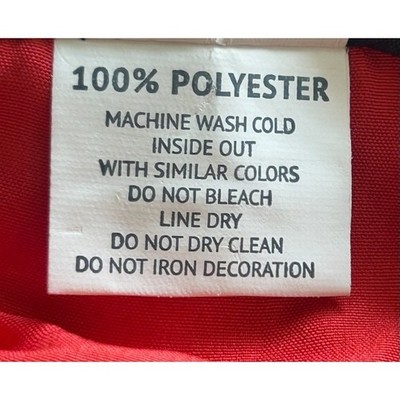 100% POLYESTER
MACHINE WASH COLD
INSIDE OUT
WITH SIMILAR COLORS
DO NOT BLEACH
LINE DRY
DO NOT DRY CLEAN
DO NOT IRON DECORATION